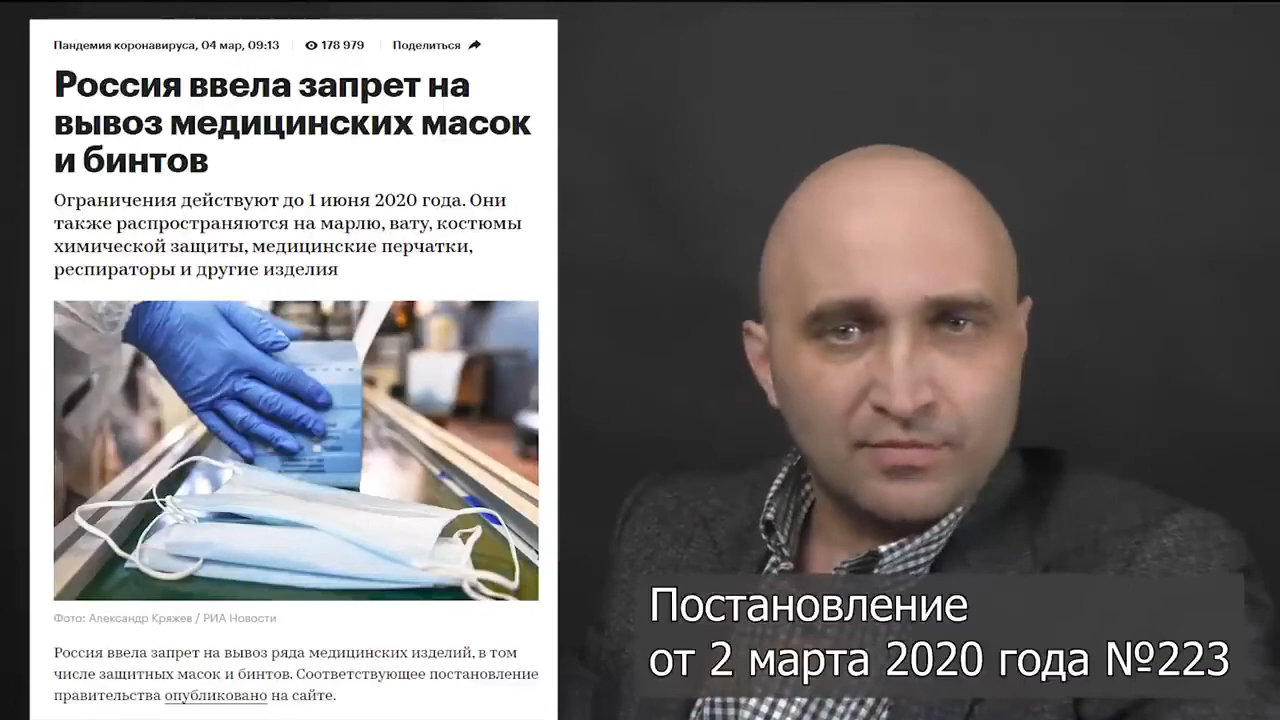 Пандемия коронавируса, 04 мар, 09:13 178 979 Поделиться
Россия ввела запрет на
вывоз медицинских масок
и бинтов
Ограничения действуют до 1 июня 2020 года. Они
также распространяются на марлю, вату, костюмы
химической защиты, медицинские перчатки,
респираторы и другие изделия
Фото: Александр Кряжев / РИА Новости
Россия ввела запрет на вывоз ряда медицинских изделий, в том
числе защитных масок и бинтов. Соответствующее постановление
правительства опубликовано на сайте.
Постановление
от 2 марта 2020 года №223